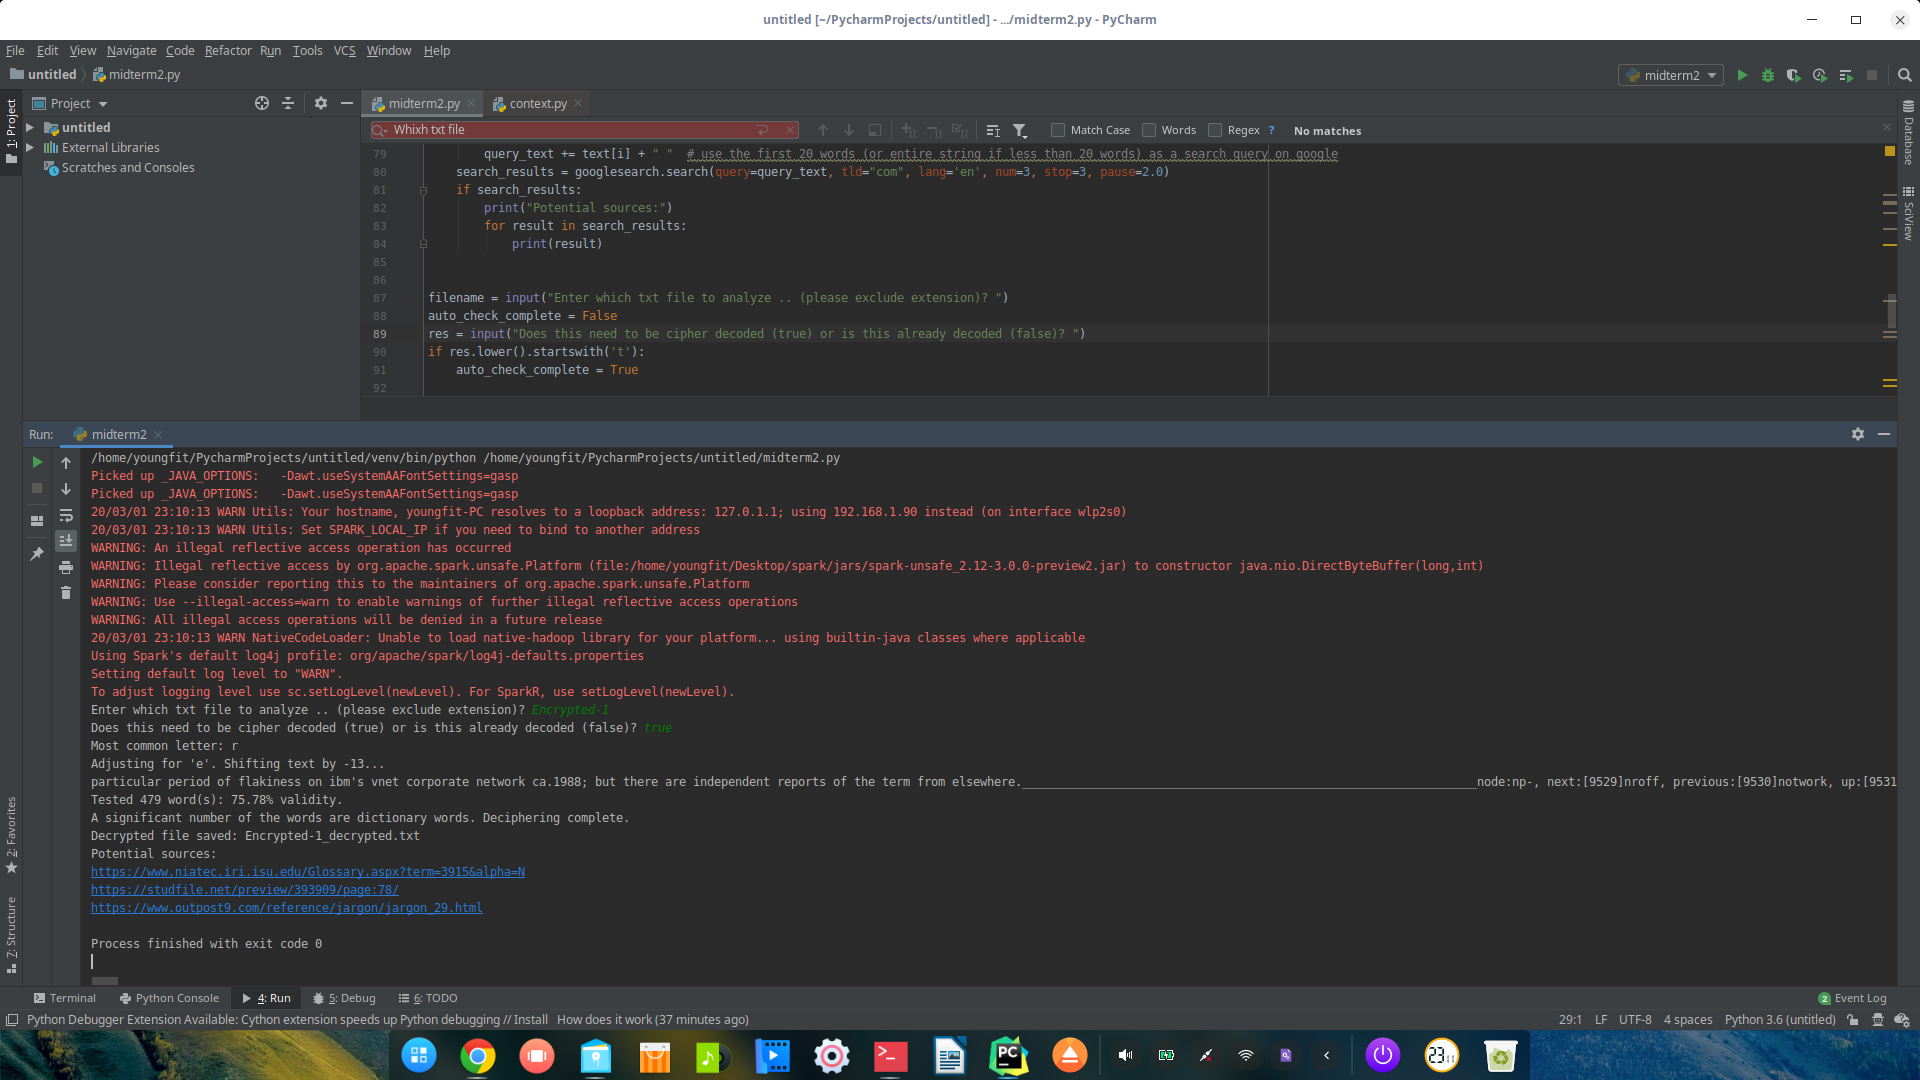 untitled [~/PycharmProjects/untitled] - .../midterm2.py - PyCharm
File Edit View Navigate Code Refactor Run Tools VCS Window Help
untitled midterm2.py
midterm2
1: Project
Project
midterm2.py
context.py
Database
untitled
External Libraries
Scratches and Consoles
SciView
Whixh txt file
Match Case Words Regex ? No matches
79 query_text += text[i] + " " # use the first 20 words (or entire string if less than 20 words) as a search query on google
80 search_results = googlesearch.search(query=query_text, tld="com", lang='en', num=3, stop=3, pause=2.0)
81 if search_results:
82 print("Potential sources:")
83 for result in search_results:
84 print(result)
85
86
87 filename = input("Enter which txt file to analyze .. (please exclude extension)? ")
88 auto_check_complete = False
89 res = input("Does this need to be cipher decoded (true) or is this already decoded (false)? ")
90 if res.lower().startswith('t'):
91 auto_check_complete = True
92
Run: midterm2
/home/youngfit/PycharmProjects/untitled/venv/bin/python /home/youngfit/PycharmProjects/untitled/midterm2.py
Picked up _JAVA_OPTIONS: -Dawt.useSystemAAFontSettings=gasp
Picked up _JAVA_OPTIONS: -Dawt.useSystemAAFontSettings=gasp
20/03/01 23:10:13 WARN Utils: Your hostname, youngfit-PC resolves to a loopback address: 127.0.1.1; using 192.168.1.90 instead (on interface wlp2s0)
20/03/01 23:10:13 WARN Utils: Set SPARK_LOCAL_IP if you need to bind to another address
WARNING: An illegal reflective access operation has occurred
WARNING: Illegal reflective access by org.apache.spark.unsafe.Platform (file:/home/youngfit/Desktop/spark/jars/spark-unsafe_2.12-3.0.0-preview2.jar) to constructor java.nio.DirectByteBuffer(long,int)
WARNING: Please consider reporting this to the maintainers of org.apache.spark.unsafe.Platform
WARNING: Use --illegal-access=warn to enable warnings of further illegal reflective access operations
WARNING: All illegal access operations will be denied in a future release
20/03/01 23:10:13 WARN NativeCodeLoader: Unable to load native-hadoop library for your platform... using builtin-java classes where applicable
Using Spark's default log4j profile: org/apache/spark/log4j-defaults.properties
Setting default log level to "WARN".
To adjust logging level use sc.setLogLevel(newLevel). For SparkR, use setLogLevel(newLevel).
Enter which txt file to analyze .. (please exclude extension)? Encrypted-1
Does this need to be cipher decoded (true) or is this already decoded (false)? true
Most common letter: r
Adjusting for 'e'. Shifting text by -13...
particular period of flakiness on ibm's vnet corporate network ca.1988; but there are independent reports of the term from elsewhere._________________________________________________________________node:np-, next:[9529]nroff, previous:[9530]notwork, up:[9531
Tested 479 word(s): 75.78% validity.
A significant number of the words are dictionary words. Deciphering complete.
Decrypted file saved: Encrypted-1_decrypted.txt
Potential sources:
https://www.niatec.iri.isu.edu/Glossary.aspx?term=3915&alpha=N
https://studfile.net/preview/393909/page:78/
https://www.outpost9.com/reference/jargon/jargon_29.html
Process finished with exit code 0
2: Favorites
7: Structure
Terminal Python Console 4: Run 5: Debug 6: TODO
2 Event Log
Python Debugger Extension Available: Cython extension speeds up Python debugging // Install How does it work (37 minutes ago)
29:1 LF UTF-8 4 spaces Python 3.6 (untitled)
PC
23 11